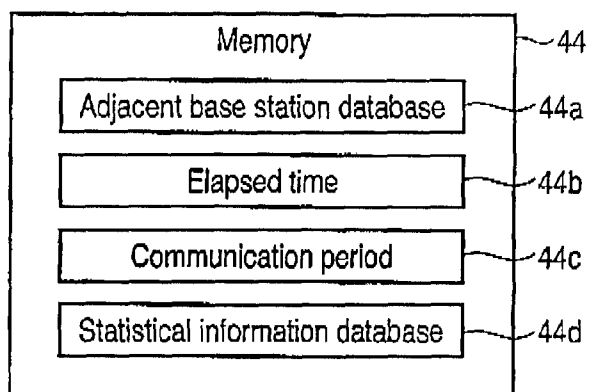 Memory 44
Adjacent base station database 44a
Elapsed time 44b
Communication period 44c
Statistical information database 44d